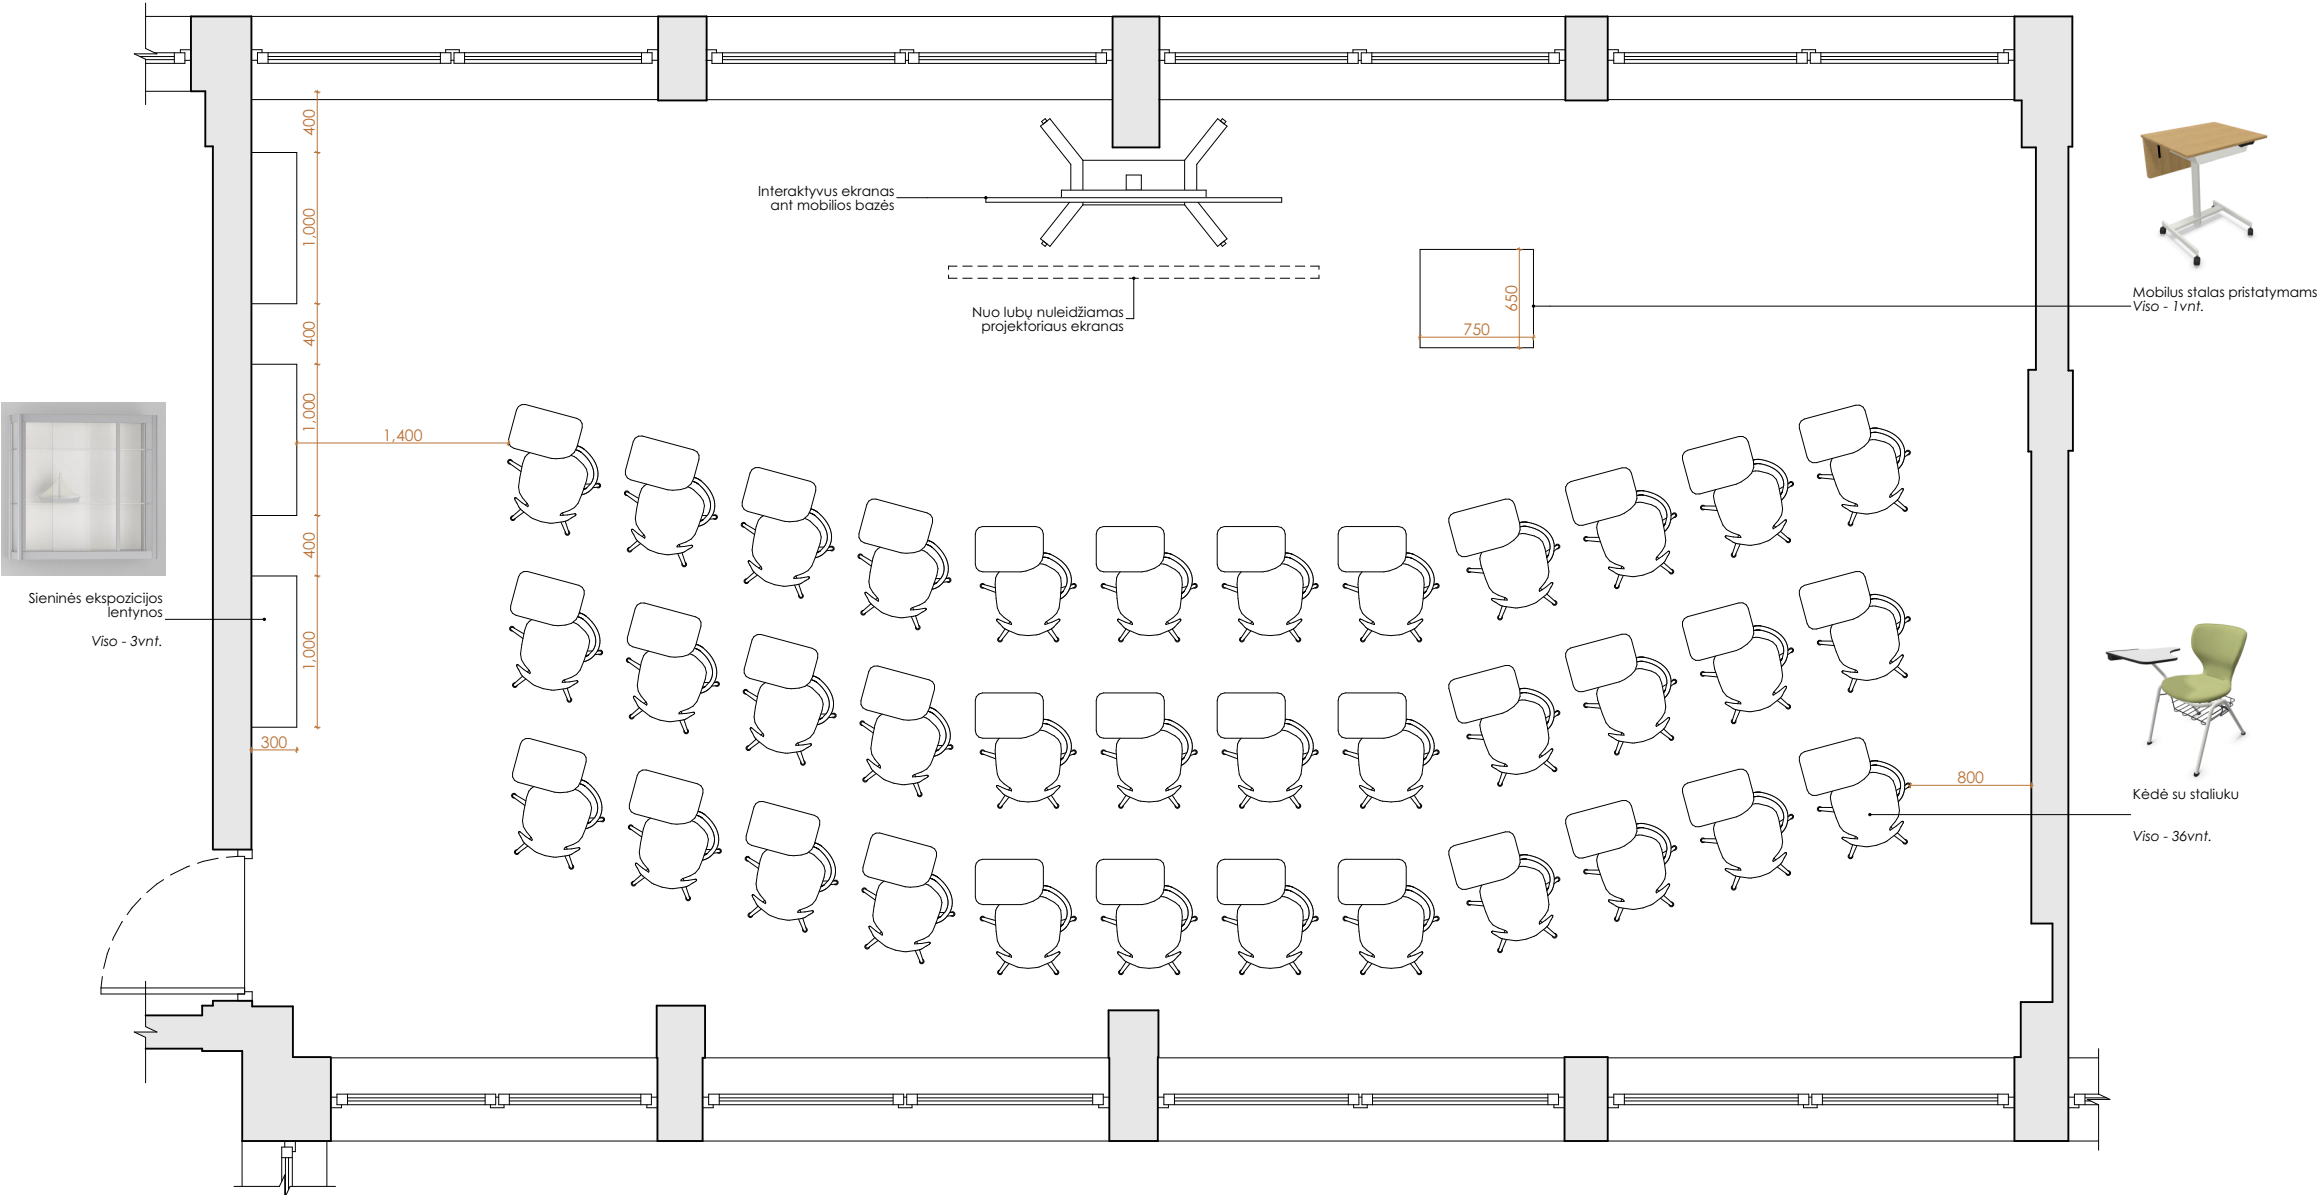 400
1,000
400
1,000
400
1,000
300
1,400
Interaktyvus ekranas
ant mobilios bazės
Nuo lubų nuleidžiamas
projektoriaus ekranas
650
750
Mobilus stalas pristatymams
Viso - 1vnt.
Sieninės ekspozicijos
lentynos
Viso - 3vnt.
800
Kėdė su staliuku
Viso - 36vnt.